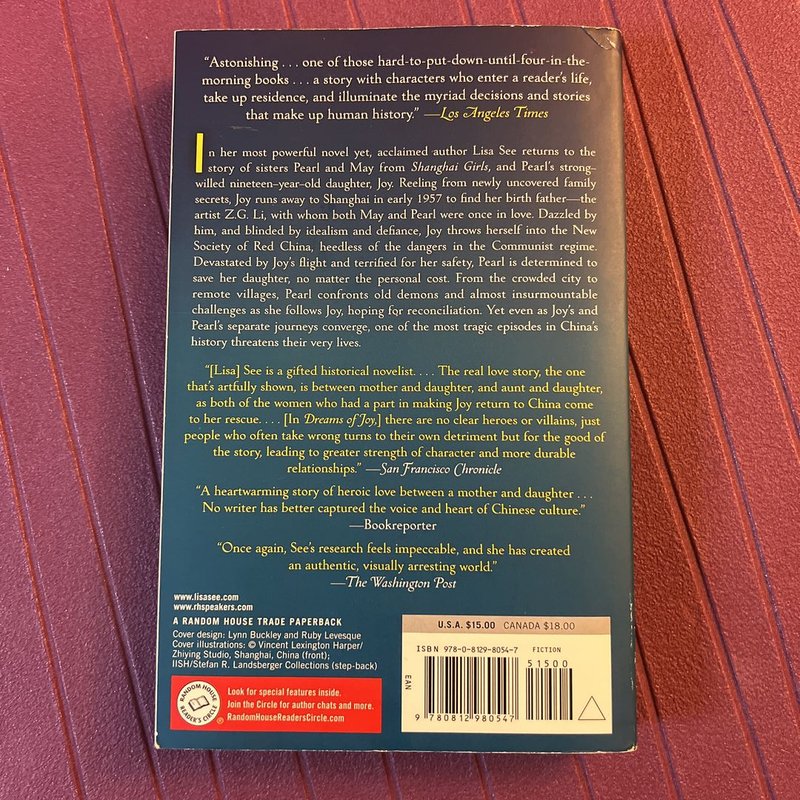 “Astonishing . . . one of those hard-to-put-down-until-four-in-the-
morning books . . . a story with characters who enter a reader’s life,
take up residence, and illuminate the myriad decisions and stories
that make up human history.” —Los Angeles Times
In her most powerful novel yet, acclaimed author Lisa See returns to the
story of sisters Pearl and May from Shanghai Girls, and Pearl’s strong-
willed nineteen-year-old daughter, Joy. Reeling from newly uncovered family
secrets, Joy runs away to Shanghai in early 1957 to find her birth father—the
artist Z.G. Li, with whom both May and Pearl were once in love. Dazzled by
him, and blinded by idealism and defiance, Joy throws herself into the New
Society of Red China, heedless of the dangers in the Communist regime.
Devastated by Joy’s flight and terrified for her safety, Pearl is determined to
save her daughter, no matter the personal cost. From the crowded city to
remote villages, Pearl confronts old demons and almost insurmountable
challenges as she follows Joy, hoping for reconciliation. Yet even as Joy’s and
Pearl’s separate journeys converge, one of the most tragic episodes in China’s
history threatens their very lives.
“[Lisa] See is a gifted historical novelist. . . . The real love story, the one
that’s artfully shown, is between mother and daughter, and aunt and daughter,
as both of the women who had a part in making Joy return to China come
to her rescue. . . . [In Dreams of Joy,] there are no clear heroes or villains, just
people who often take wrong turns to their own detriment but for the good of
the story, leading to greater strength of character and more durable
relationships.” —San Francisco Chronicle
“A heartwarming story of heroic love between a mother and daughter . . .
No writer has better captured the voice and heart of Chinese culture.”
—Bookreporter
“Once again, See’s research feels impeccable, and she has created
an authentic, visually arresting world.”
—The Washington Post
www.lisasee.com
www.rhspeakers.com
A RANDOM HOUSE TRADE PAPERBACK
Cover design: Lynn Buckley and Ruby Levesque
Cover illustrations: © Vincent Lexington Harper/
Zhiying Studio, Shanghai, China (front);
IISH/Stefan R. Landsberger Collections (step-back)
RANDOM HOUSE
READER’S CIRCLE
®
Look for special features inside.
Join the Circle for author chats and more.
RandomHouseReadersCircle.com
U.S.A. $15.00 CANADA $18.00
ISBN 978-0-8129-8054-7 FICTION
51500
EAN
9 780812 980547